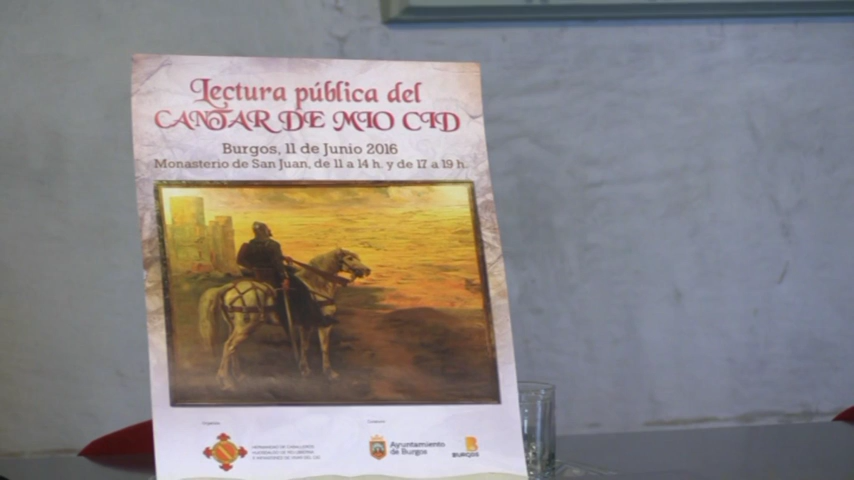 Lectura pública del
CANTAR DE MIO CID
Burgos, 11 de Junio 2016
Monasterio de San Juan, de 11 a 14 h. y de 17 a 19 h.
Ayuntamiento
de Burgos
BURGOS